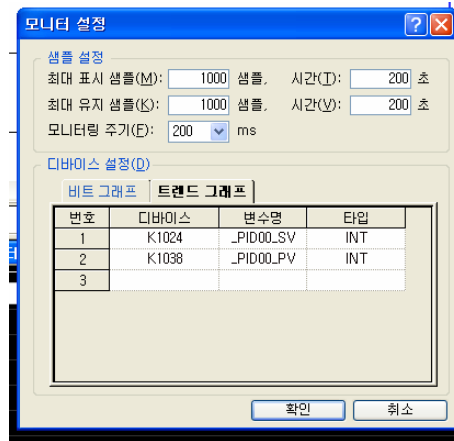 모니터 설정
샘플 설정
최대 표시 샘플(M): 1000 샘플, 시간(T): 200 초
최대 유지 샘플(K): 1000 샘플, 시간(V): 200 초
모니터링 주기(F): 200 ms
디바이스 설정(D)
비트 그래프 트렌드 그래프
번호 디바이스 변수명 타입
1 K1024 _PID00_SV INT
2 K1038 _PID00_PV INT
3
확인 취소